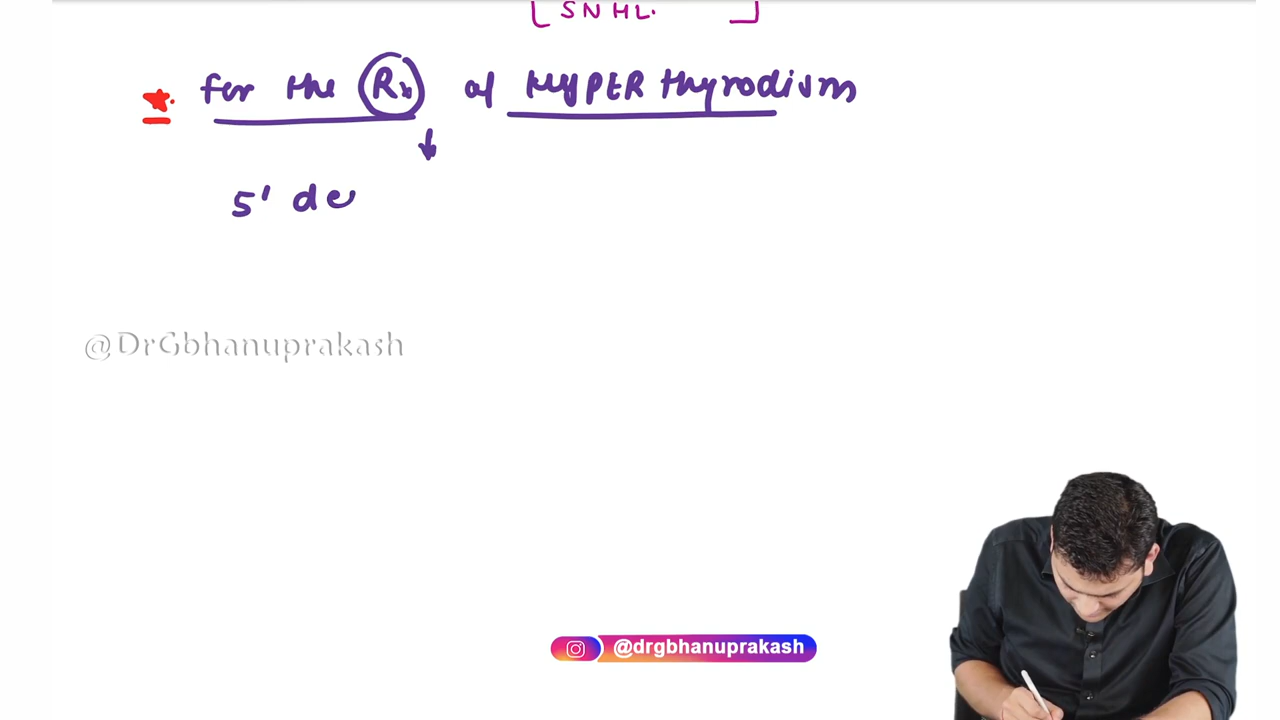 [ SNHL. ]
* for the Rx of HYPER thyrodism
↓
5' de
@DrGbhanuprakash
@drgbhanuprakash